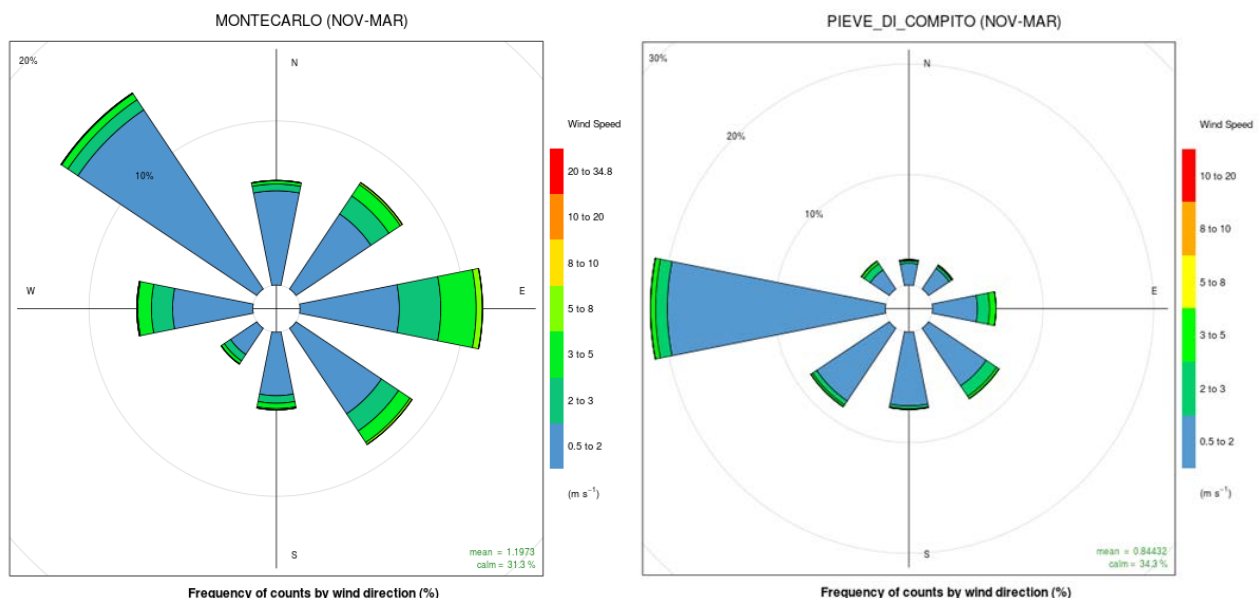 MONTECARLO (NOV-MAR)
20%
N
10%
W
E
S
mean = 1.1973
calm = 31.3 %
Frequency of counts by wind direction (%)
Wind Speed
20 to 34.8
10 to 20
8 to 10
5 to 8
3 to 5
2 to 3
0.5 to 2
(m s⁻¹)
PIEVE_DI_COMPITO (NOV-MAR)
30%
N
20%
10%
E
S
mean = 0.84432
calm = 34.3 %
Frequency of counts by wind direction (%)
Wind Speed
10 to 20
8 to 10
5 to 8
3 to 5
2 to 3
0.5 to 2
(m s⁻¹)